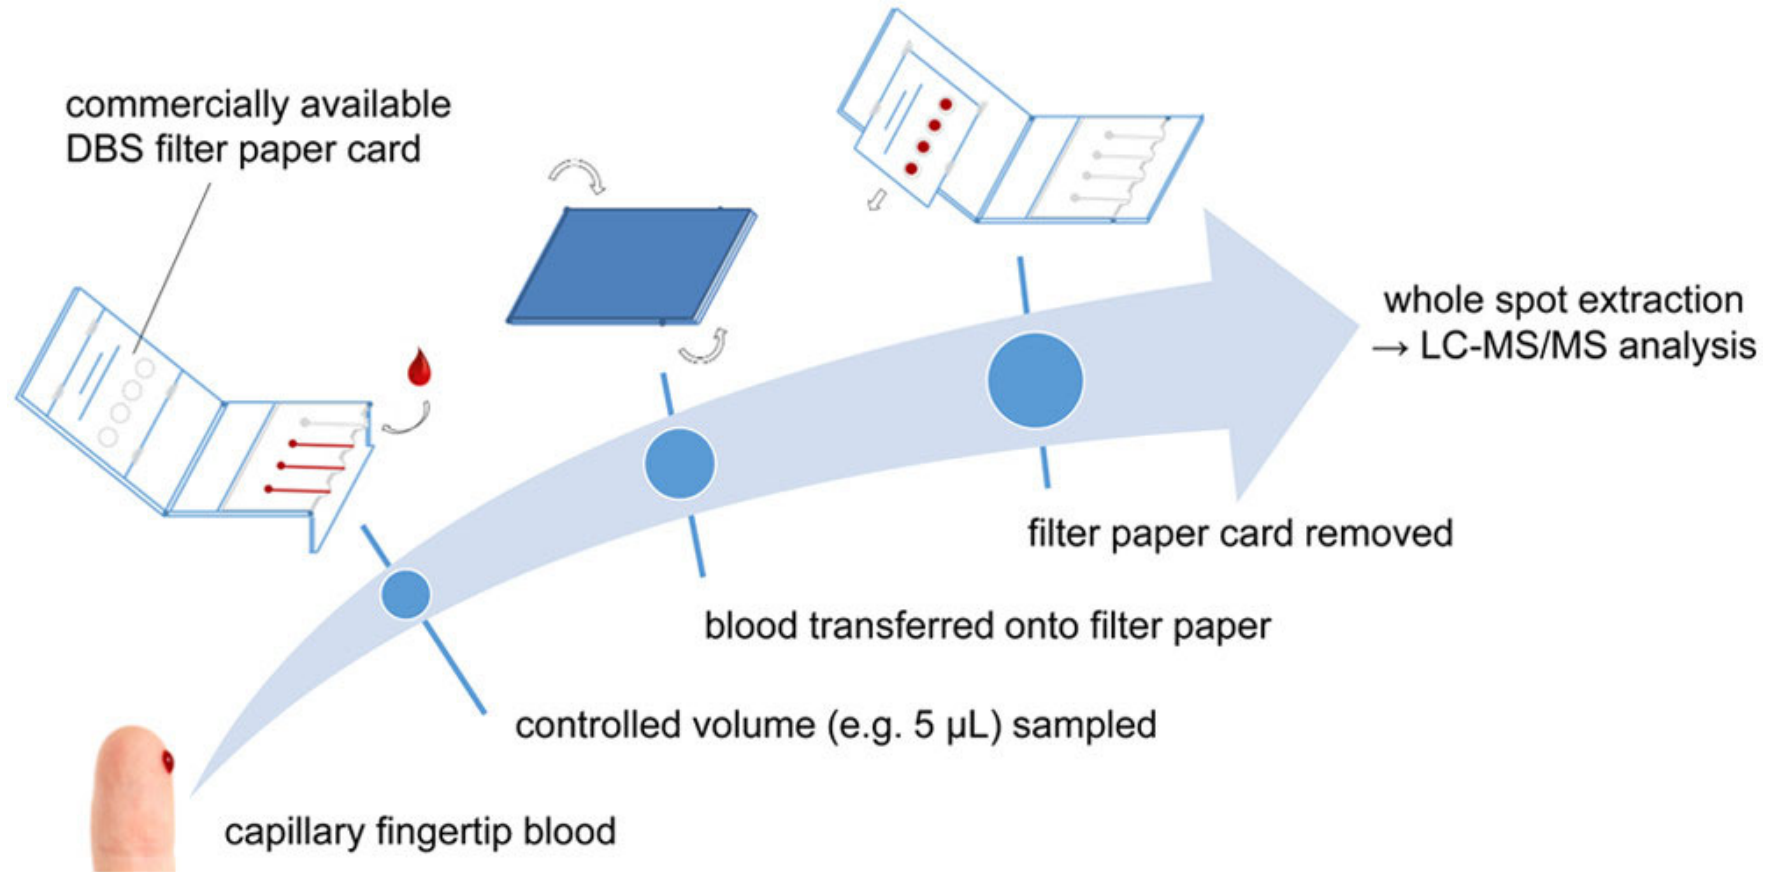 commercially available
DBS filter paper card
whole spot extraction
→ LC-MS/MS analysis
filter paper card removed
blood transferred onto filter paper
controlled volume (e.g. 5 µL) sampled
capillary fingertip blood